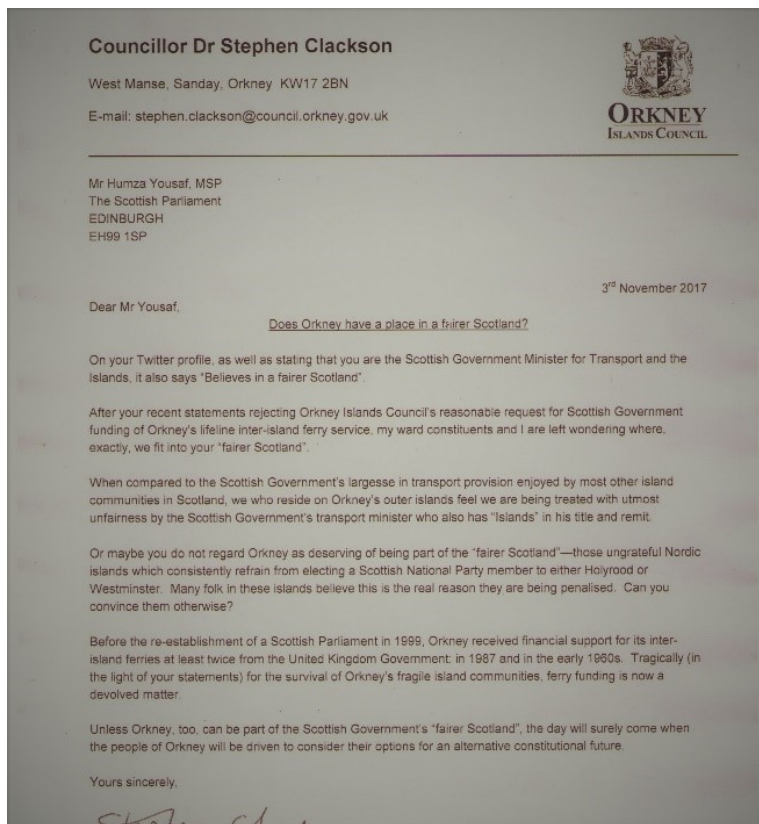 Councillor Dr Stephen Clackson
West Manse, Sanday, Orkney KW17 2BN
E-mail: stephen.clackson@council.orkney.gov.uk
ORKNEY
ISLANDS COUNCIL
Mr Humza Yousaf, MSP
The Scottish Parliament
EDINBURGH
EH99 1SP
3rd November 2017
Dear Mr Yousaf,
Does Orkney have a place in a fairer Scotland?
On your Twitter profile, as well as stating that you are the Scottish Government Minister for Transport and the
Islands, it also says "Believes in a fairer Scotland".
After your recent statements rejecting Orkney Islands Council's reasonable request for Scottish Government
funding of Orkney's lifeline inter-island ferry service, my ward constituents and I are left wondering where,
exactly, we fit into your "fairer Scotland".
When compared to the Scottish Government's largesse in transport provision enjoyed by most other island
communities in Scotland, we who reside on Orkney's outer islands feel we are being treated with utmost
unfairness by the Scottish Government's transport minister who also has "Islands" in his title and remit.
Or maybe you do not regard Orkney as deserving of being part of the "fairer Scotland"—those ungrateful Nordic
islands which consistently refrain from electing a Scottish National Party member to either Holyrood or
Westminster. Many folk in these islands believe this is the real reason they are being penalised. Can you
convince them otherwise?
Before the re-establishment of a Scottish Parliament in 1999, Orkney received financial support for its inter-
island ferries at least twice from the United Kingdom Government: in 1987 and in the early 1960s. Tragically (in
the light of your statements) for the survival of Orkney's fragile island communities, ferry funding is now a
devolved matter.
Unless Orkney, too, can be part of the Scottish Government's "fairer Scotland", the day will surely come when
the people of Orkney will be driven to consider their options for an alternative constitutional future.
Yours sincerely,